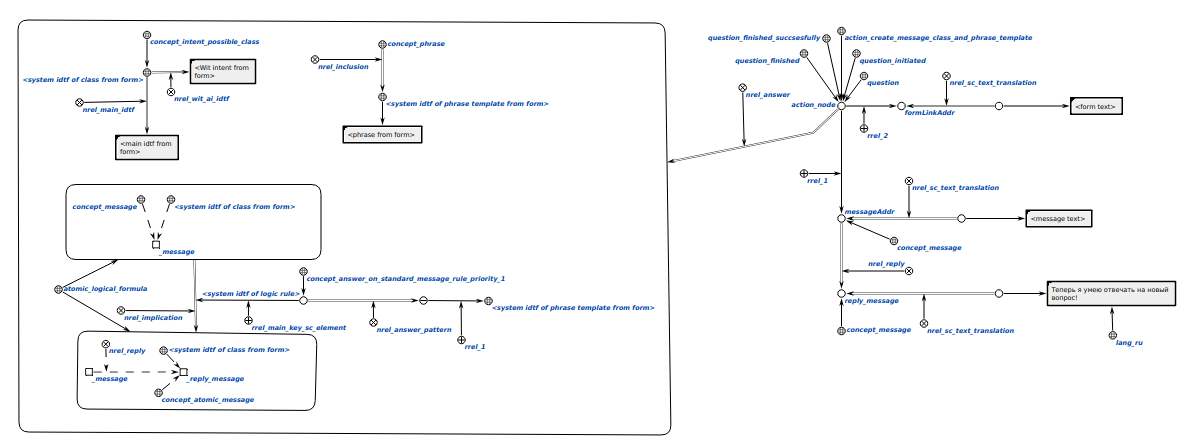 concept_intent_possible_class
<system idtf of class from form>
<Wit intent from
form>
nrel_wit_ai_idtf
nrel_main_idtf
<main idtf from
form>
concept_phrase
nrel_inclusion
<system idtf of phrase template from form>
<phrase from form>
concept_message
<system idtf of class from form>
_message
atomic_logical_formula
nrel_implication
concept_answer_on_standard_message_rule_priority_1
<system idtf of logic rule>
<system idtf of phrase template from form>
rrel_main_key_sc_element
nrel_answer_pattern
rrel_1
nrel_reply
<system idtf of class from form>
_message
_reply_message
concept_atomic_message
question_finished_succsesfully
action_create_message_class_and_phrase_template
question_finished
question_initiated
question
nrel_sc_text_translation
nrel_answer
action_node
formLinkAddr
<form text>
rrel_2
rrel_1
nrel_sc_text_translation
messageAddr
<message text>
concept_message
nrel_reply
reply_message
Теперь я умею отвечать на новый
вопрос!
concept_message
nrel_sc_text_translation
lang_ru